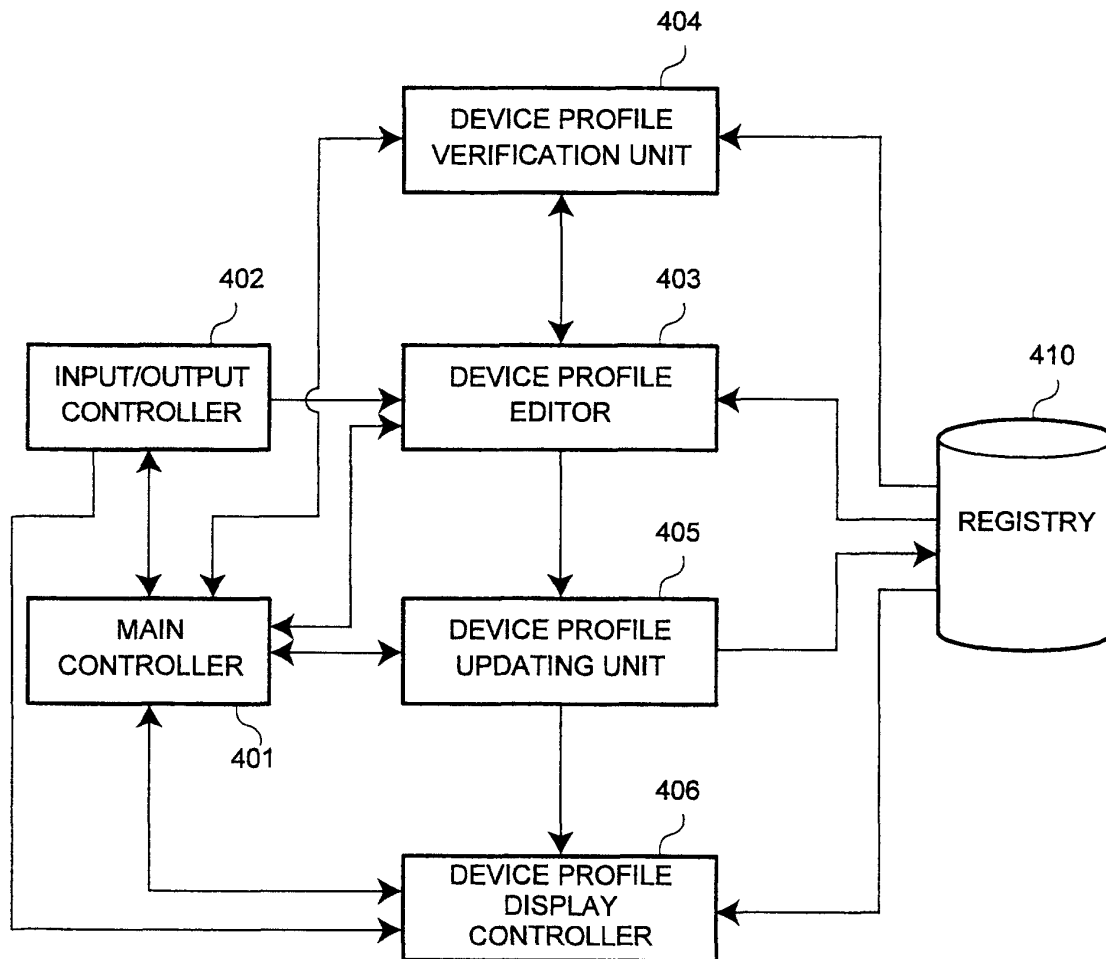 404
DEVICE PROFILE
VERIFICATION UNIT
402
403
INPUT/OUTPUT
CONTROLLER
DEVICE PROFILE
EDITOR
410
REGISTRY
405
MAIN
CONTROLLER
401
DEVICE PROFILE
UPDATING UNIT
406
DEVICE PROFILE
DISPLAY
CONTROLLER